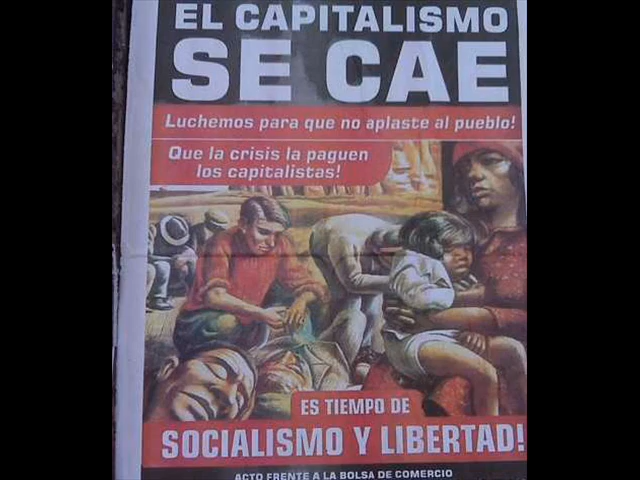 EL CAPITALISMO
SE CAE
Luchemos para que no aplaste al pueblo!
Que la crisis la paguen
los capitalistas!
ES TIEMPO DE
SOCIALISMO Y LIBERTAD!
ACTO FRENTE A LA BOLSA DE COMERCIO